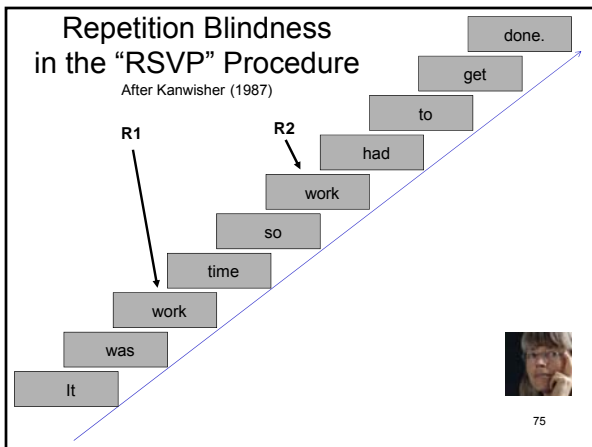 Repetition Blindness
in the “RSVP” Procedure
After Kanwisher (1987)
done.
get
to
had
R2
work
so
R1
time
work
was
It
75